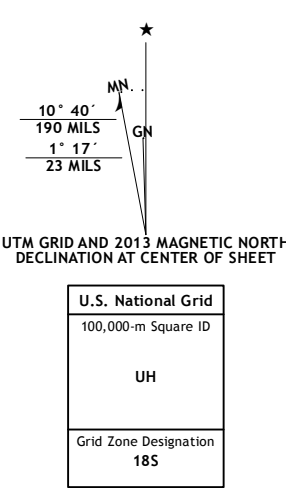 ★
MN
10° 40´
190 MILS
GN
1° 17´
23 MILS
UTM GRID AND 2013 MAGNETIC NORTH
DECLINATION AT CENTER OF SHEET
U.S. National Grid
100,000-m Square ID
UH
Grid Zone Designation
18S